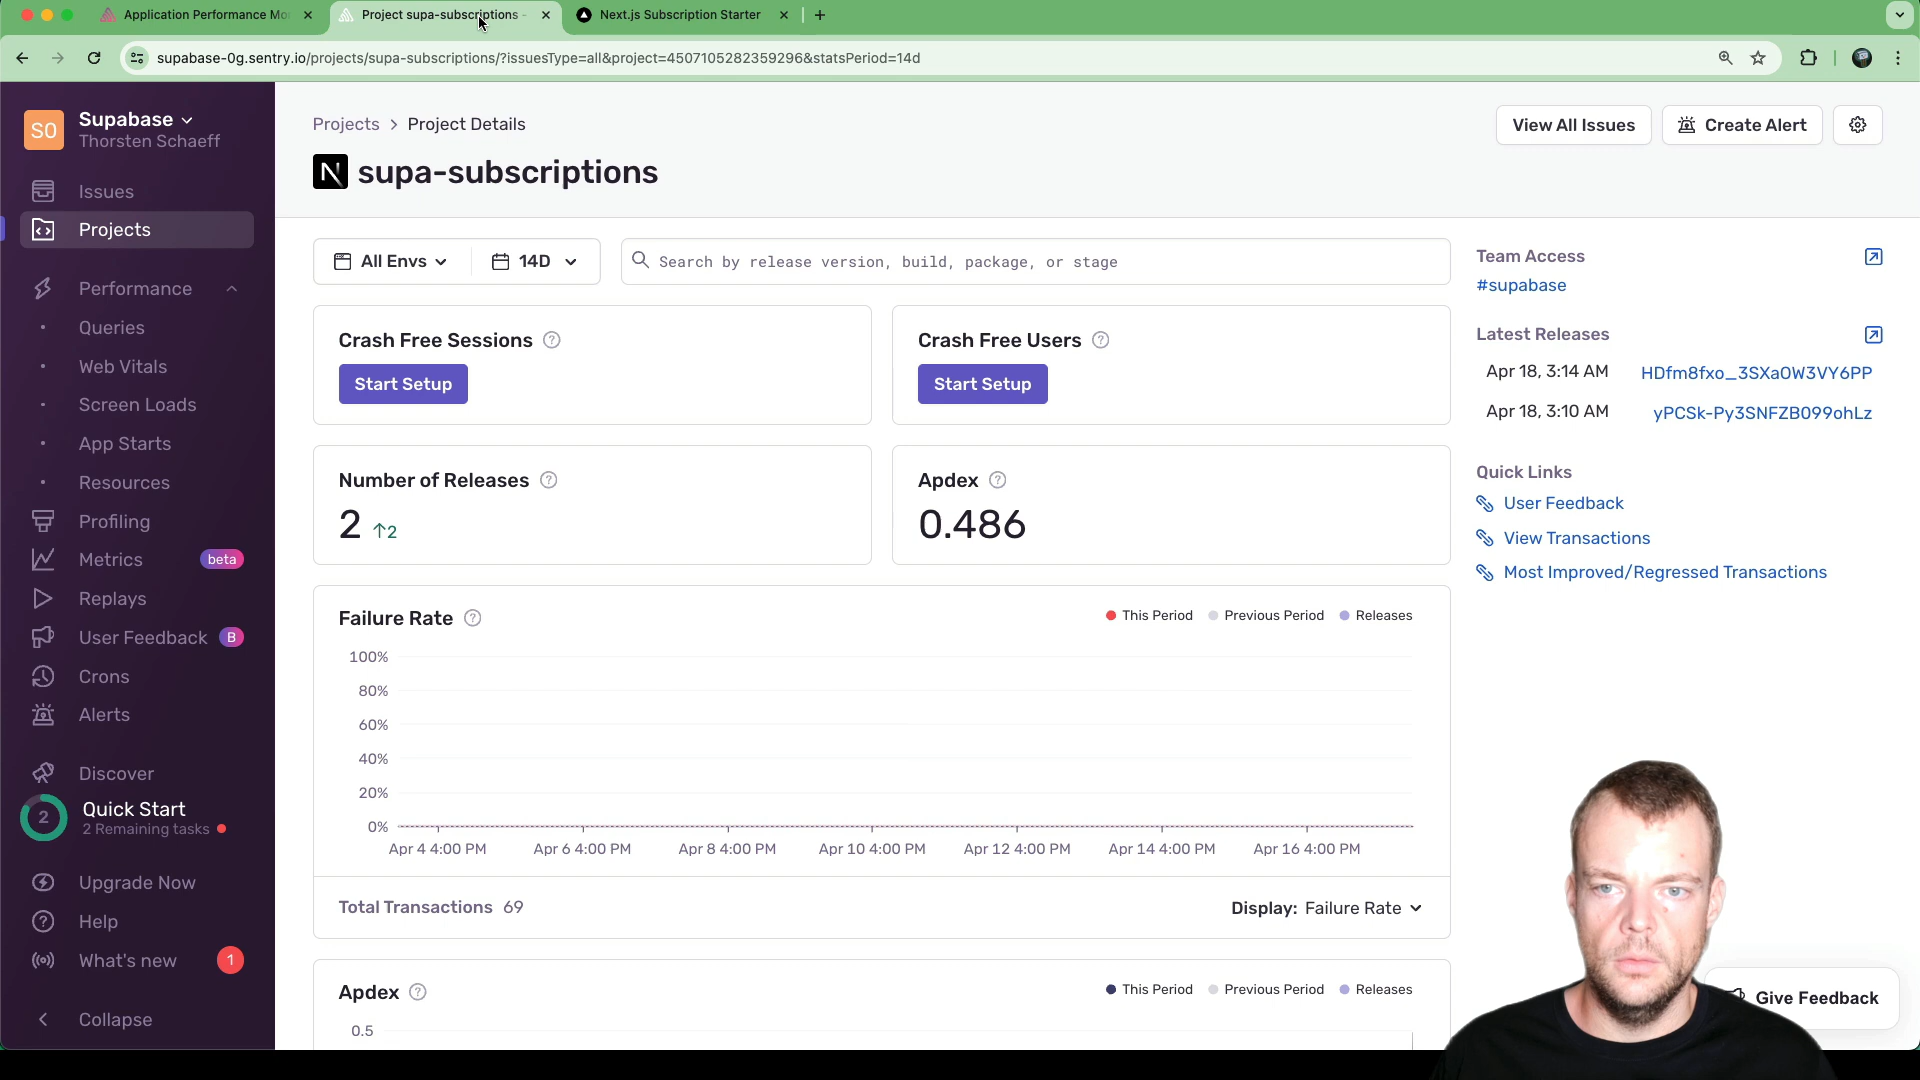 Application Performance Mo
Project supa-subscriptions -
Next.js Subscription Starter
supabase-0g.sentry.io/projects/supa-subscriptions/?issuesType=all&project=4507105282359296&statsPeriod=14d
SO
Supabase
Thorsten Schaeff
Issues
Projects
Performance
Queries
Web Vitals
Screen Loads
App Starts
Resources
Profiling
Metrics beta
Replays
User Feedback B
Crons
Alerts
Discover
2
Quick Start
2 Remaining tasks
Upgrade Now
Help
What's new 1
Collapse
Projects > Project Details
N supa-subscriptions
View All Issues
Create Alert
All Envs
14D
Search by release version, build, package, or stage
Crash Free Sessions ?
Start Setup
Crash Free Users ?
Start Setup
Number of Releases ?
2 ↑2
Apdex ?
0.486
Failure Rate ?
This Period Previous Period Releases
100%
80%
60%
40%
20%
0%
Apr 4 4:00 PM Apr 6 4:00 PM Apr 8 4:00 PM Apr 10 4:00 PM Apr 12 4:00 PM Apr 14 4:00 PM Apr 16 4:00 PM
Total Transactions 69
Display: Failure Rate
Apdex ?
This Period Previous Period Releases
0.5
Team Access
#supabase
Latest Releases
Apr 18, 3:14 AM HDfm8fxo_3SXaOW3VY6PP
Apr 18, 3:10 AM yPCSk-Py3SNFZB099ohLz
Quick Links
User Feedback
View Transactions
Most Improved/Regressed Transactions
Give Feedback